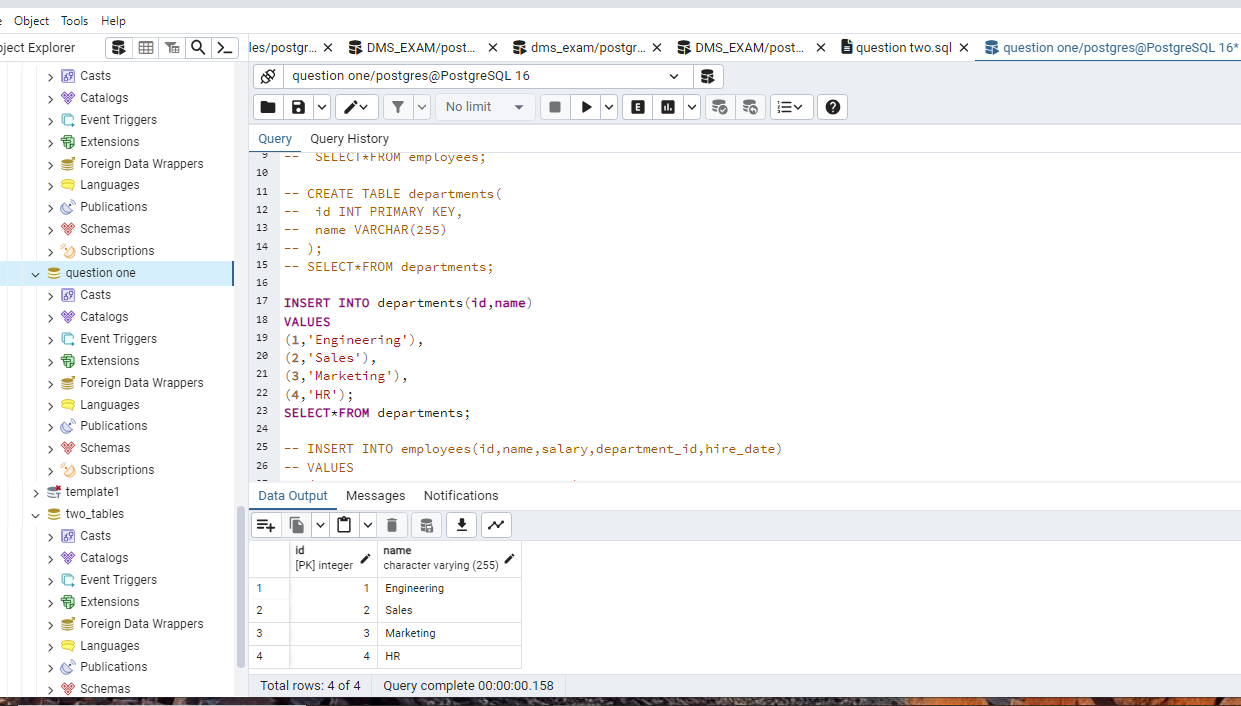 Object Tools Help
ject Explorer
les/postgr...
DMS_EXAM/post...
dms_exam/postgr...
DMS_EXAM/post...
question two.sql
question one/postgres@PostgreSQL 16*
Casts
Catalogs
Event Triggers
Extensions
Foreign Data Wrappers
Languages
Publications
Schemas
Subscriptions
question one
Casts
Catalogs
Event Triggers
Extensions
Foreign Data Wrappers
Languages
Publications
Schemas
Subscriptions
template1
two_tables
Casts
Catalogs
Event Triggers
Extensions
Foreign Data Wrappers
Languages
Publications
Schemas
question one/postgres@PostgreSQL 16
No limit
E
Query Query History
9 -- SELECT*FROM employees;
10
11 -- CREATE TABLE departments(
12 -- id INT PRIMARY KEY,
13 -- name VARCHAR(255)
14 -- );
15 -- SELECT*FROM departments;
16
17 INSERT INTO departments(id,name)
18 VALUES
19 (1,'Engineering'),
20 (2,'Sales'),
21 (3,'Marketing'),
22 (4,'HR');
23 SELECT*FROM departments;
24
25 -- INSERT INTO employees(id,name,salary,department_id,hire_date)
26 -- VALUES
Data Output Messages Notifications
id name
[PK] integer character varying (255)
1 1 Engineering
2 2 Sales
3 3 Marketing
4 4 HR
Total rows: 4 of 4 Query complete 00:00:00.158